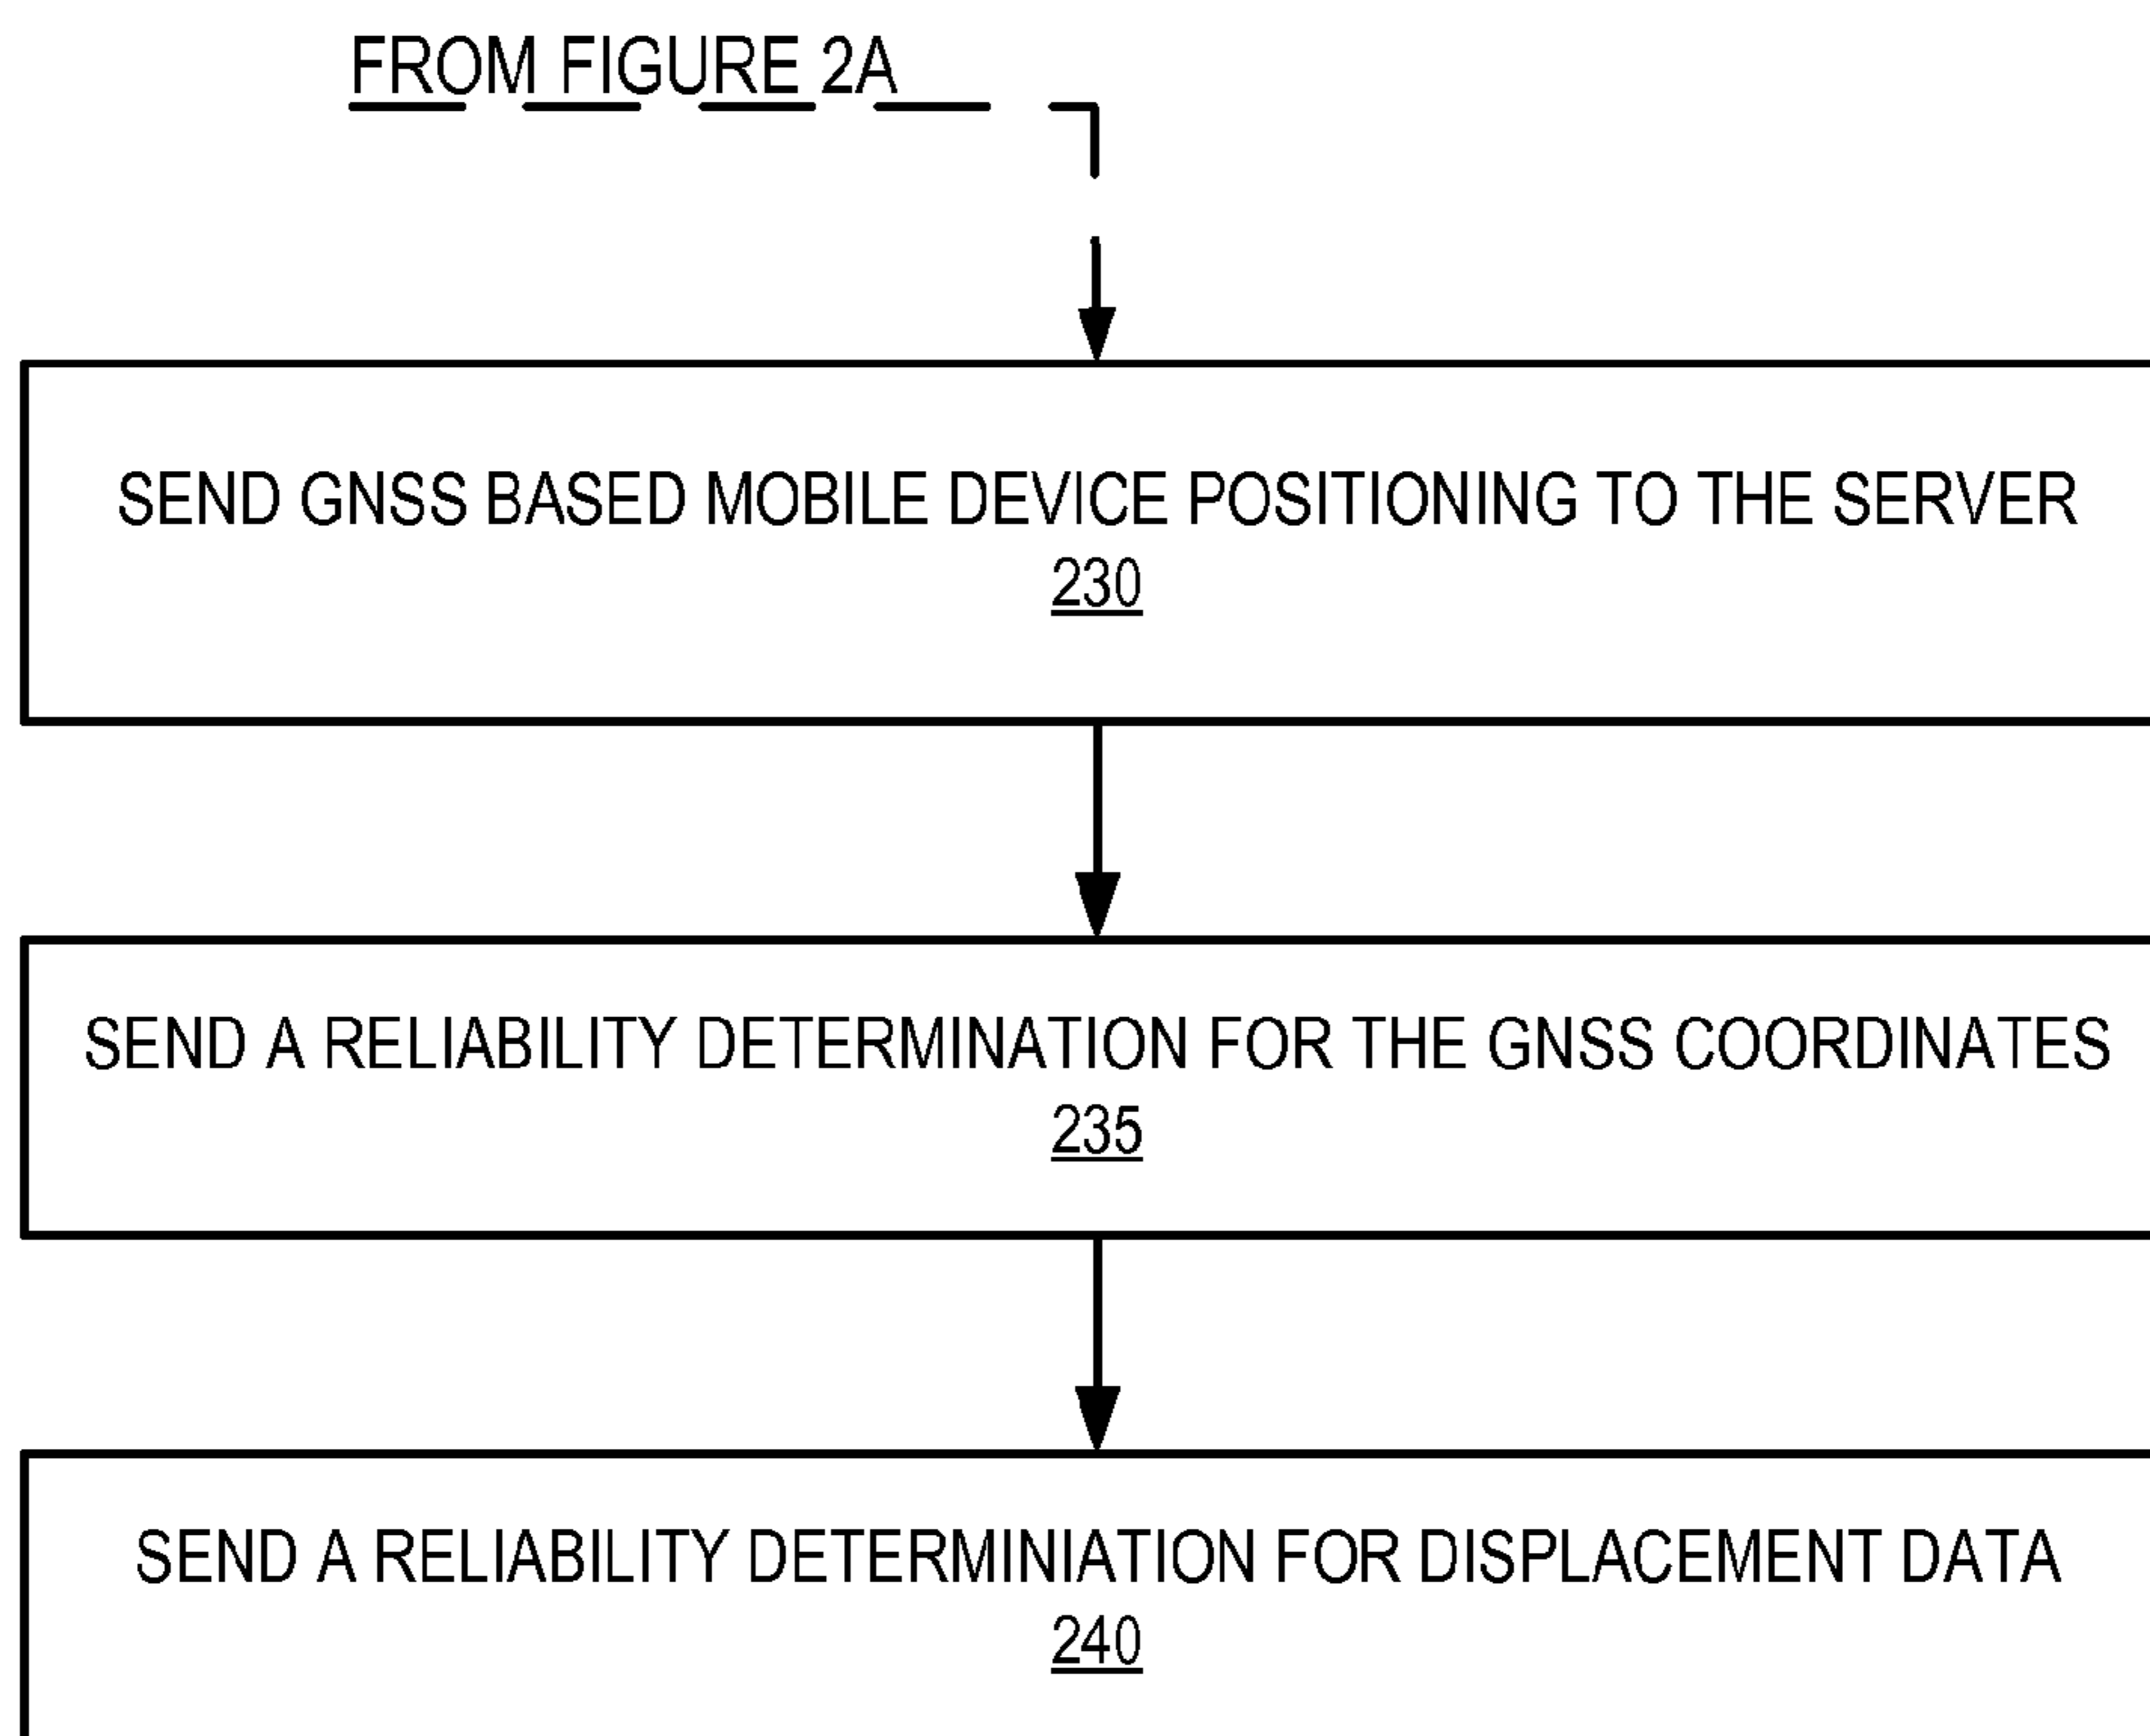 FROM FIGURE 2A
SEND GNSS BASED MOBILE DEVICE POSITIONING TO THE SERVER
230
SEND A RELIABILITY DETERMINATION FOR THE GNSS COORDINATES
235
SEND A RELIABILITY DETERMINIATION FOR DISPLACEMENT DATA
240